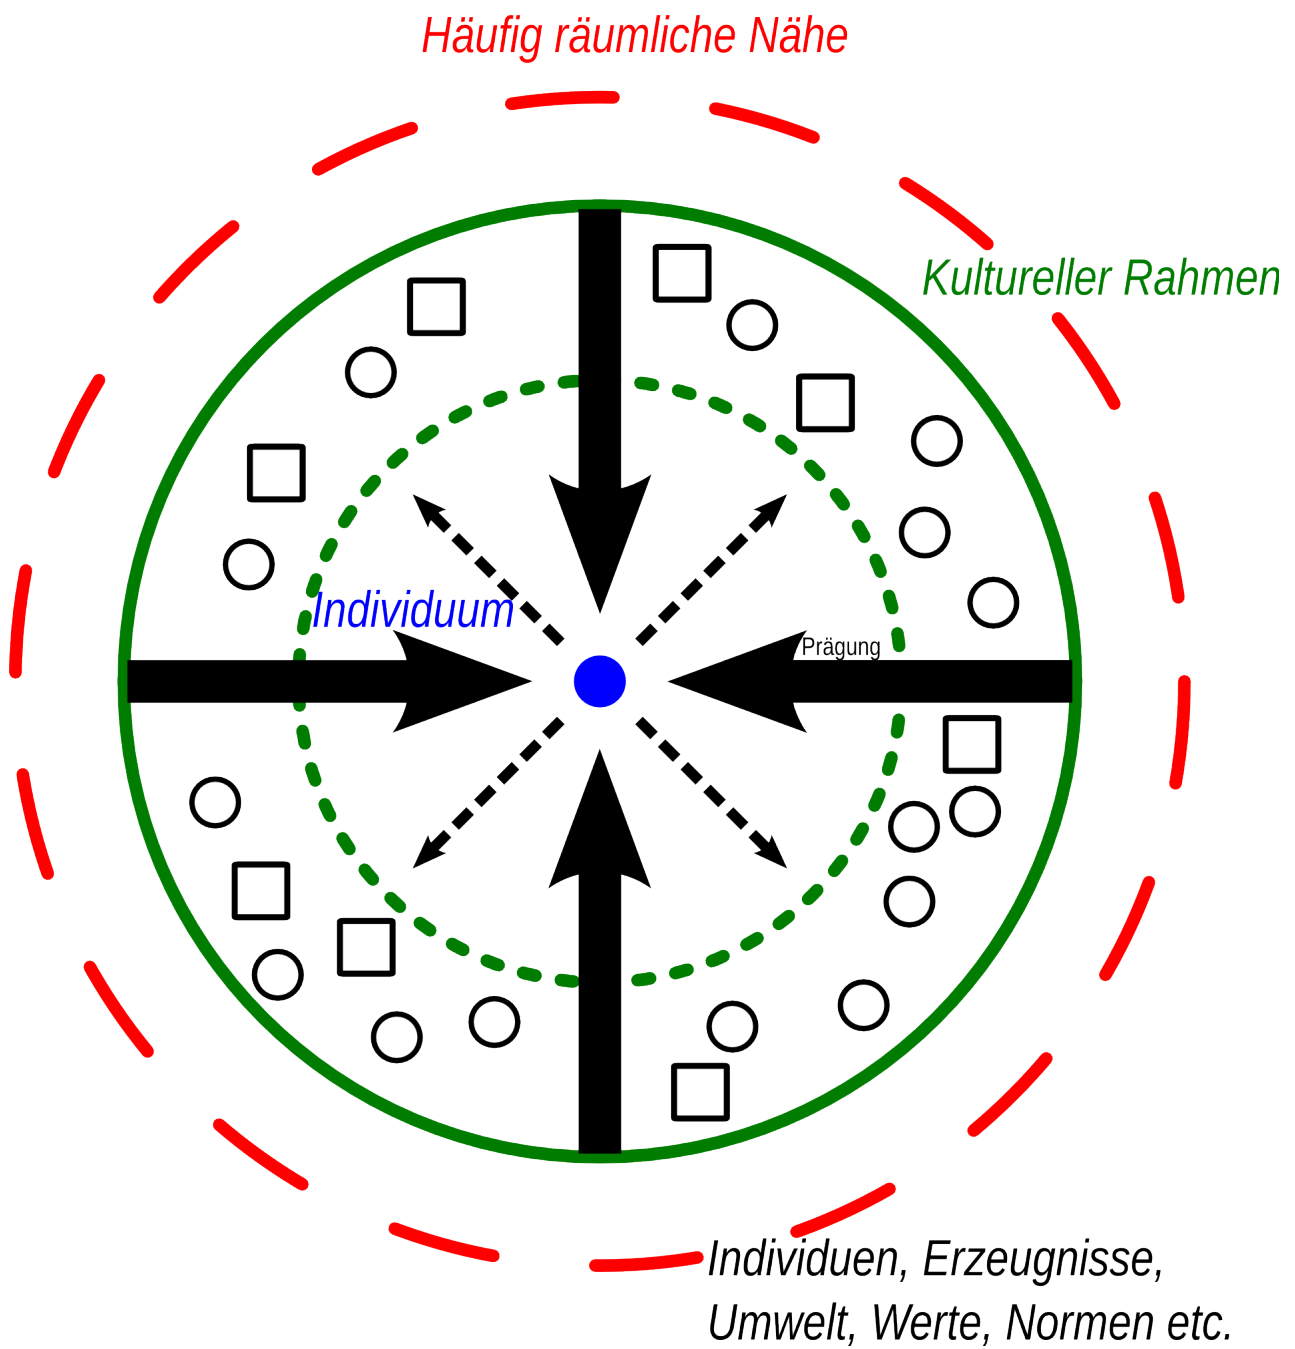 Häufig räumliche Nähe
Kultureller Rahmen
Individuum
Prägung
Individuen, Erzeugnisse,
Umwelt, Werte, Normen etc.